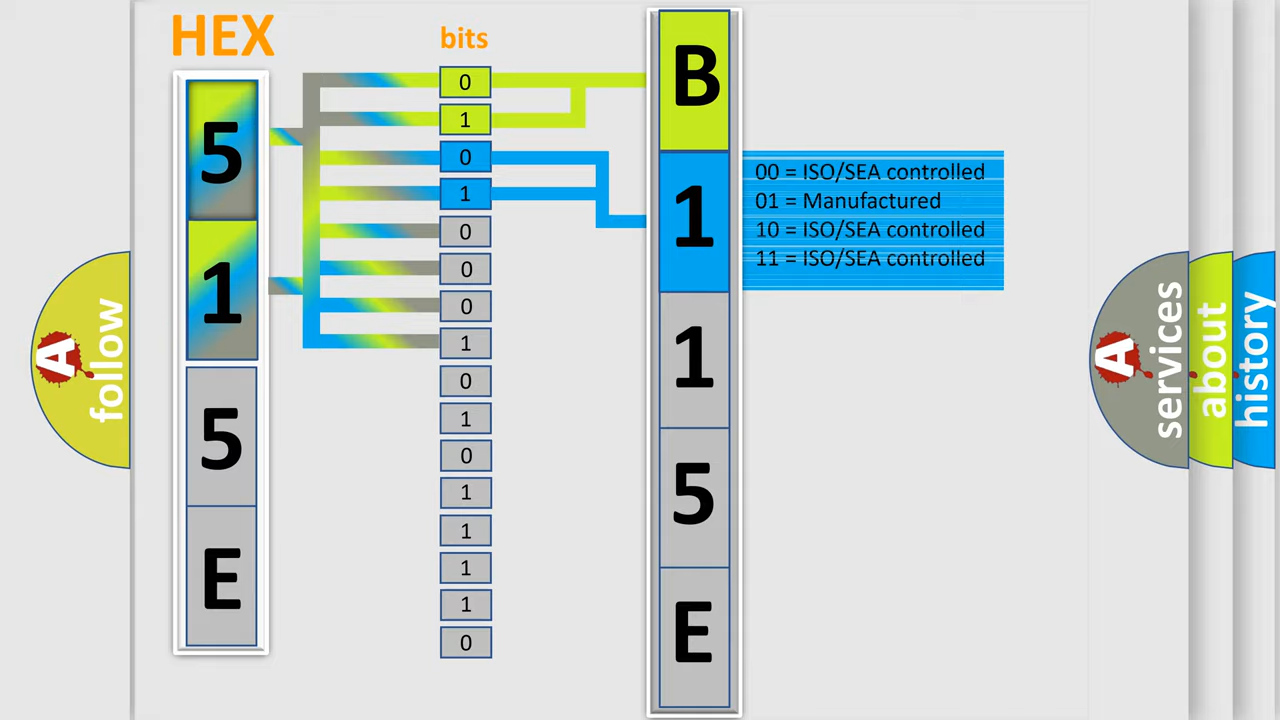 HEX
bits
5
1
5
E
0
1
0
1
0
0
0
1
0
1
0
1
1
1
1
0
B
1
1
5
E
00 = ISO/SEA controlled
01 = Manufactured
10 = ISO/SEA controlled
11 = ISO/SEA controlled
A
follow
A
services
about
history